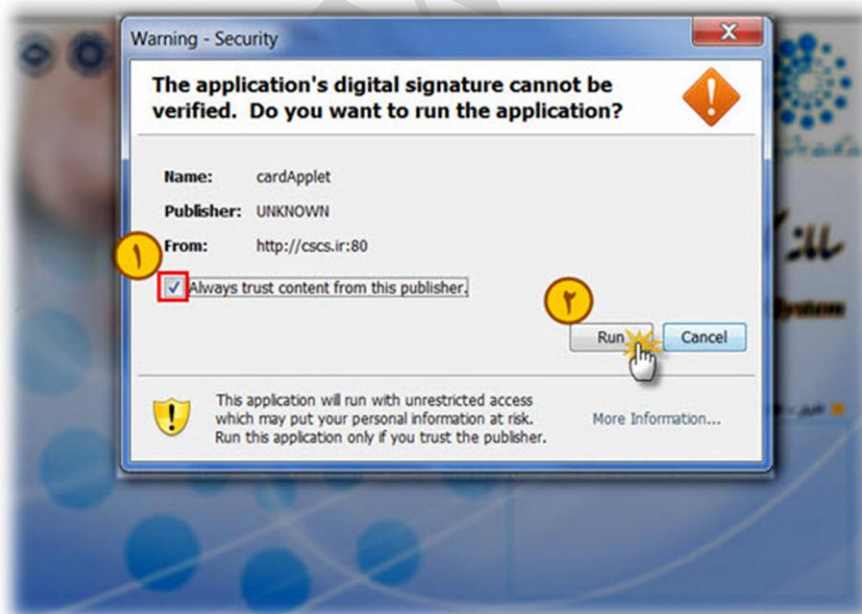 Warning - Security
The application's digital signature cannot be
verified. Do you want to run the application?
Name: cardApplet
Publisher: UNKNOWN
From: http://cscs.ir:80
۱
Always trust content from this publisher.
۲
Run
Cancel
This application will run with unrestricted access
which may put your personal information at risk.
Run this application only if you trust the publisher.
More Information...
System